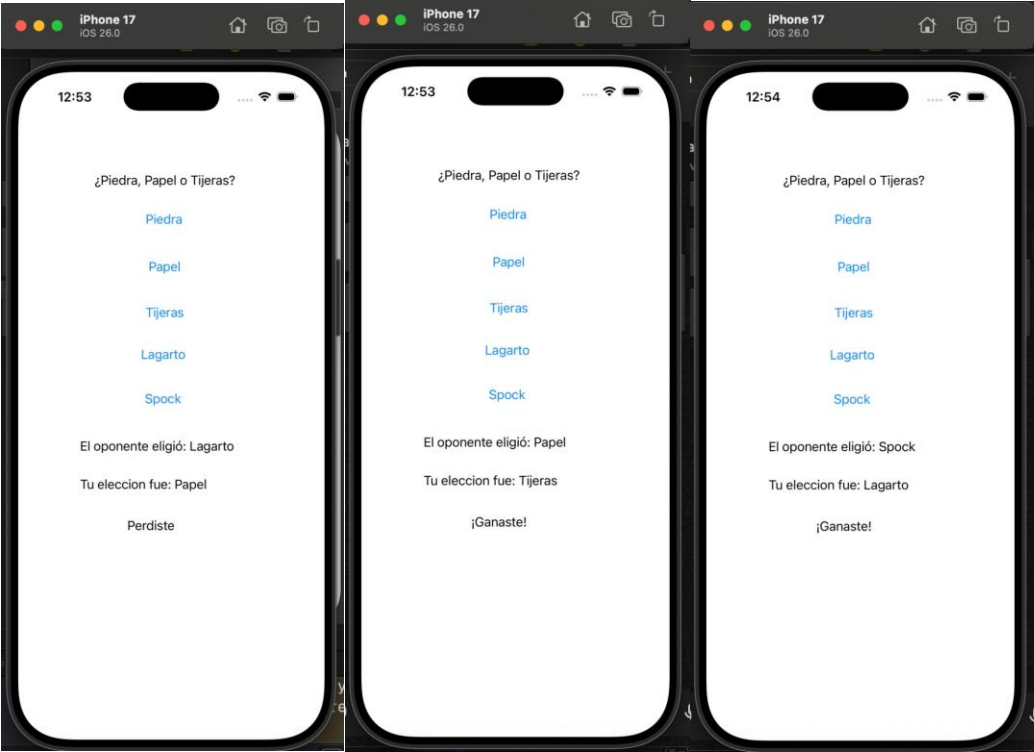 iPhone 17
iOS 26.0
12:53
¿Piedra, Papel o Tijeras?
Piedra
Papel
Tijeras
Lagarto
Spock
El oponente eligió: Lagarto
Tu eleccion fue: Papel
Perdiste
iPhone 17
iOS 26.0
12:53
¿Piedra, Papel o Tijeras?
Piedra
Papel
Tijeras
Lagarto
Spock
El oponente eligió: Papel
Tu eleccion fue: Tijeras
¡Ganaste!
iPhone 17
iOS 26.0
12:54
¿Piedra, Papel o Tijeras?
Piedra
Papel
Tijeras
Lagarto
Spock
El oponente eligió: Spock
Tu eleccion fue: Lagarto
¡Ganaste!